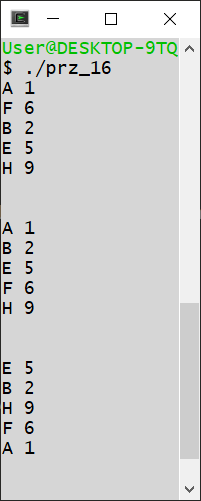 User@DESKTOP-9TQ
$ ./prz_16
A 1
F 6
B 2
E 5
H 9
A 1
B 2
E 5
F 6
H 9
E 5
B 2
H 9
F 6
A 1